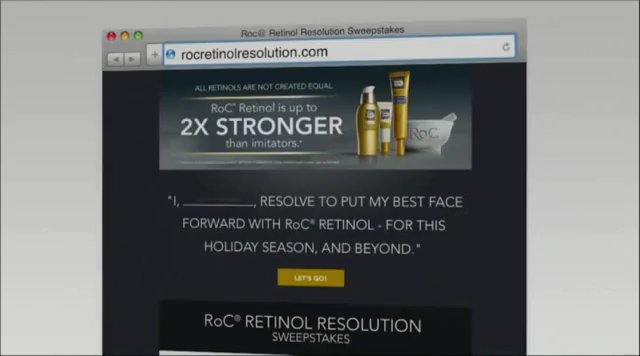 RoC® Retinol Resolution Sweepstakes
rocretinolresolution.com
ALL RETINOLS ARE NOT CREATED EQUAL.
RoC® Retinol is up to
2X STRONGER
than imitators.*
RoC
"I, ____________, RESOLVE TO PUT MY BEST FACE
FORWARD WITH RoC® RETINOL - FOR THIS
HOLIDAY SEASON, AND BEYOND."
LET'S GO!
RoC® RETINOL RESOLUTION
SWEEPSTAKES